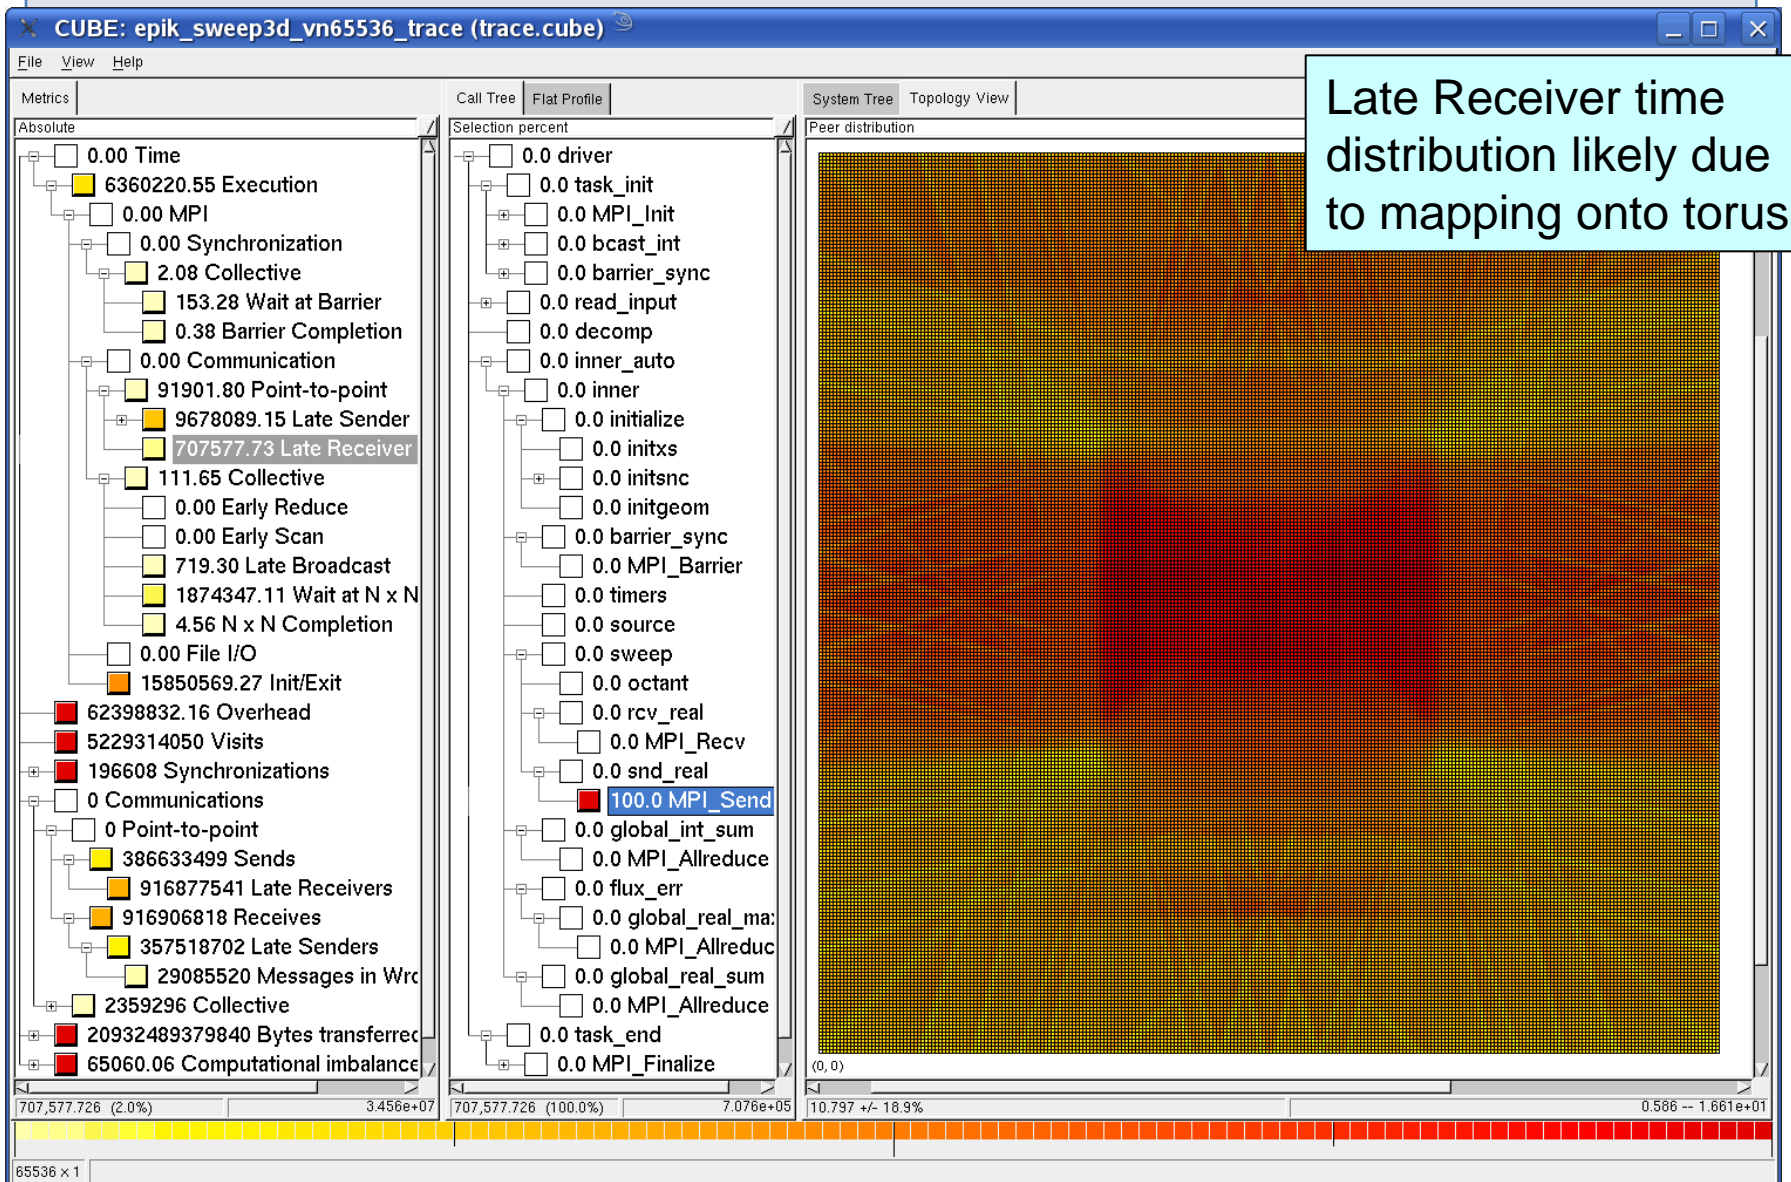 CUBE: epik_sweep3d_vn65536_trace (trace.cube)
File View Help
Late Receiver time
distribution likely due
to mapping onto torus
Metrics
Absolute
0.00 Time
6360220.55 Execution
0.00 MPI
0.00 Synchronization
2.08 Collective
153.28 Wait at Barrier
0.38 Barrier Completion
0.00 Communication
91901.80 Point-to-point
9678089.15 Late Sender
707577.73 Late Receiver
111.65 Collective
0.00 Early Reduce
0.00 Early Scan
719.30 Late Broadcast
1874347.11 Wait at N x N
4.56 N x N Completion
0.00 File I/O
15850569.27 Init/Exit
62398832.16 Overhead
5229314050 Visits
196608 Synchronizations
0 Communications
0 Point-to-point
386633499 Sends
916877541 Late Receivers
916906818 Receives
357518702 Late Senders
29085520 Messages in Wrc
2359296 Collective
20932489379840 Bytes transferrec
65060.06 Computational imbalance
707,577.726 (2.0%) 3.456e+07
Call Tree Flat Profile
Selection percent
0.0 driver
0.0 task_init
0.0 MPI_Init
0.0 bcast_int
0.0 barrier_sync
0.0 read_input
0.0 decomp
0.0 inner_auto
0.0 inner
0.0 initialize
0.0 initxs
0.0 initsnc
0.0 initgeom
0.0 barrier_sync
0.0 MPI_Barrier
0.0 timers
0.0 source
0.0 sweep
0.0 octant
0.0 rcv_real
0.0 MPI_Recv
0.0 snd_real
100.0 MPI_Send
0.0 global_int_sum
0.0 MPI_Allreduce
0.0 flux_err
0.0 global_real_ma
0.0 MPI_Allreduc
0.0 global_real_sum
0.0 MPI_Allreduce
0.0 task_end
0.0 MPI_Finalize
707,577.726 (100.0%) 7.076e+05
System Tree Topology View
Peer distribution
(0, 0)
10.797 +/- 18.9% 0.586 -- 1.661e+01
65536 x 1